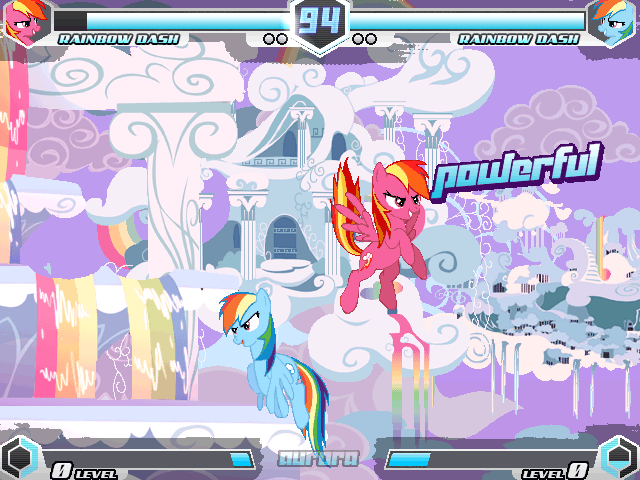 94
RAINBOW DASH
RAINBOW DASH
powerful
0 LEVEL
aurora
LEVEL 0